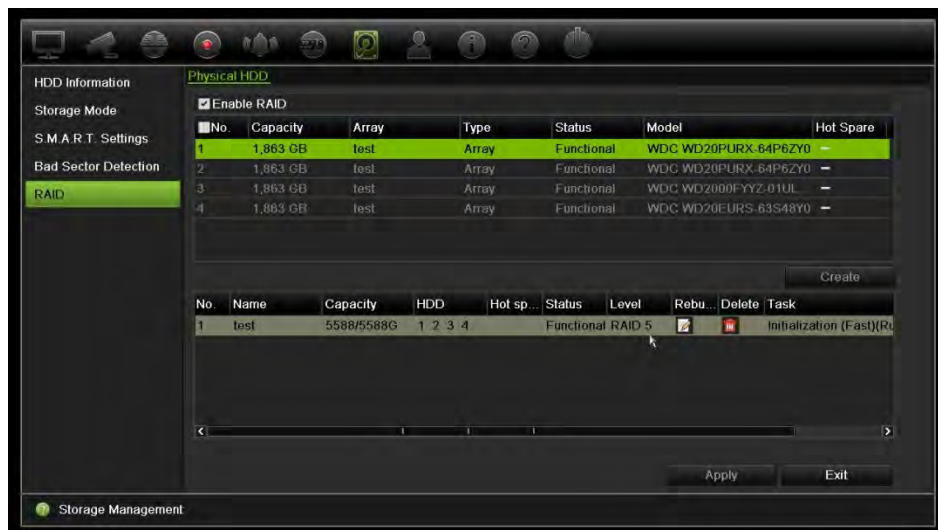 HDD Information
Storage Mode
S.M.A.R.T. Settings
Bad Sector Detection
RAID
Physical HDD
Enable RAID
No. Capacity Array Type Status Model Hot Spare
1 1,863 GB test Array Functional WDC WD20PURX-64P6ZY0 –
2 1,863 GB test Array Functional WDC WD20PURX-64P6ZY0 –
3 1,863 GB test Array Functional WDC WD2000FYYZ-01UL –
4 1,863 GB test Array Functional WDC WD20EURS-63S48Y0 –
Create
No. Name Capacity HDD Hot sp... Status Level Rebu... Delete Task
1 test 5588/5588G 1 2 3 4 Functional RAID 5 Initialization (Fast)(Ru
Apply Exit
Storage Management